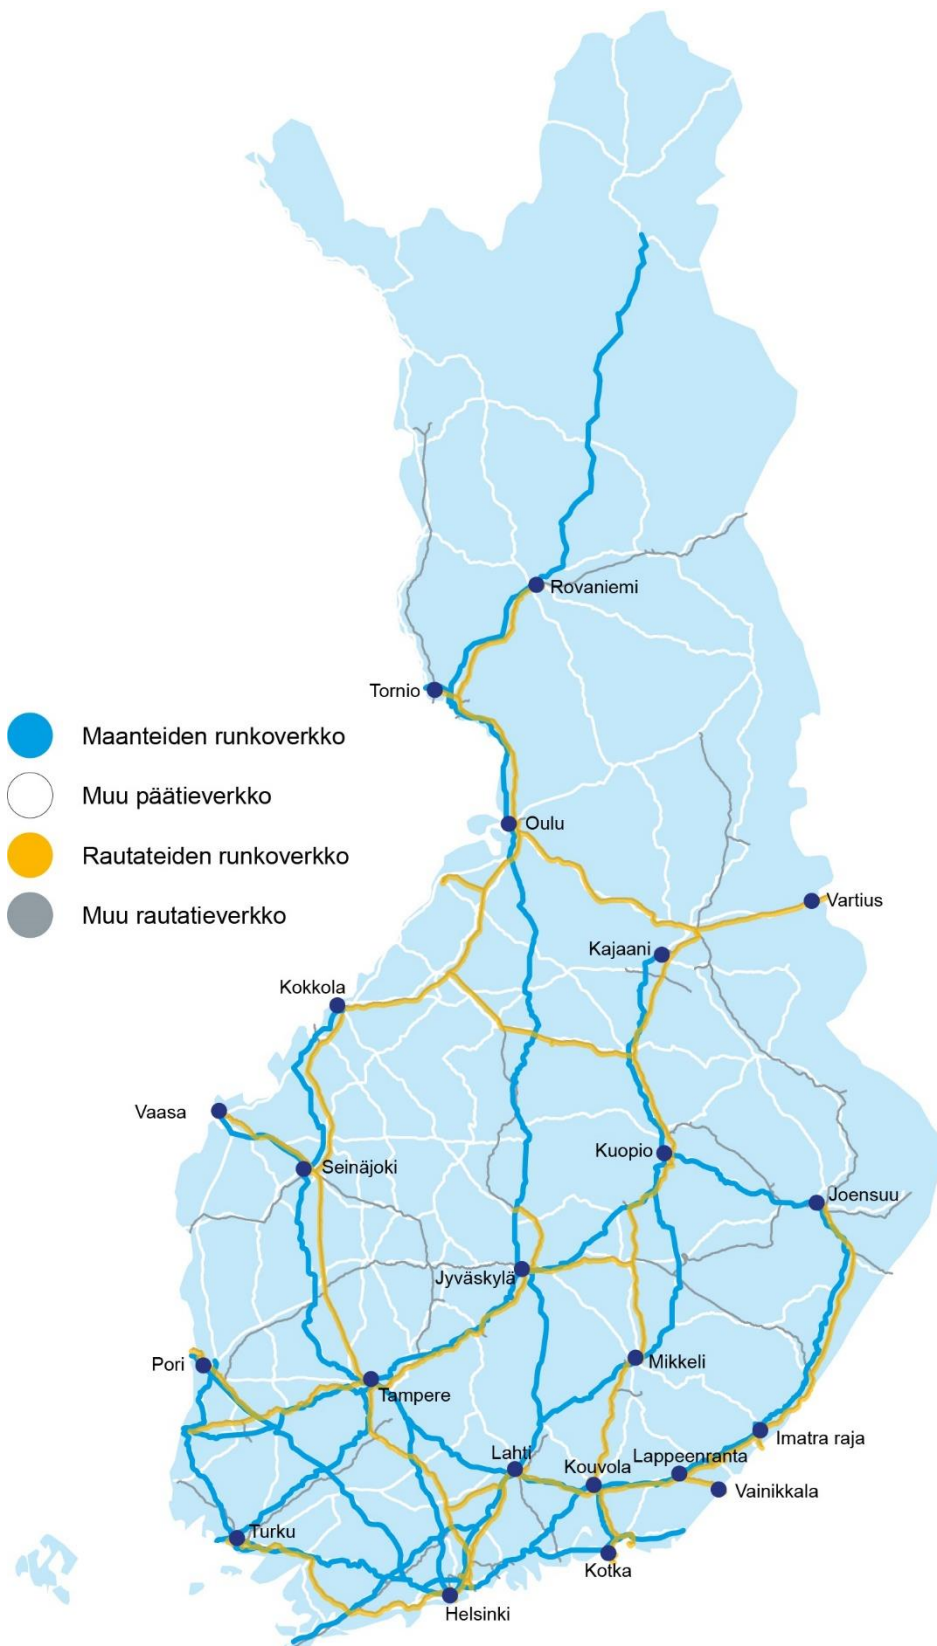 Rovaniemi
Tornio
Maanteiden runkoverkko
Muu päätieverkko
Oulu
Rautateiden runkoverkko
Vartius
Muu rautatieverkko
Kajaani
Kokkola
Vaasa
Kuopio
Seinäjoki
Joensuu
Jyväskylä
Pori
Mikkeli
Tampere
Imatra raja
Lahti
Lappeenranta
Kouvola
Vainikkala
Turku
Kotka
Helsinki